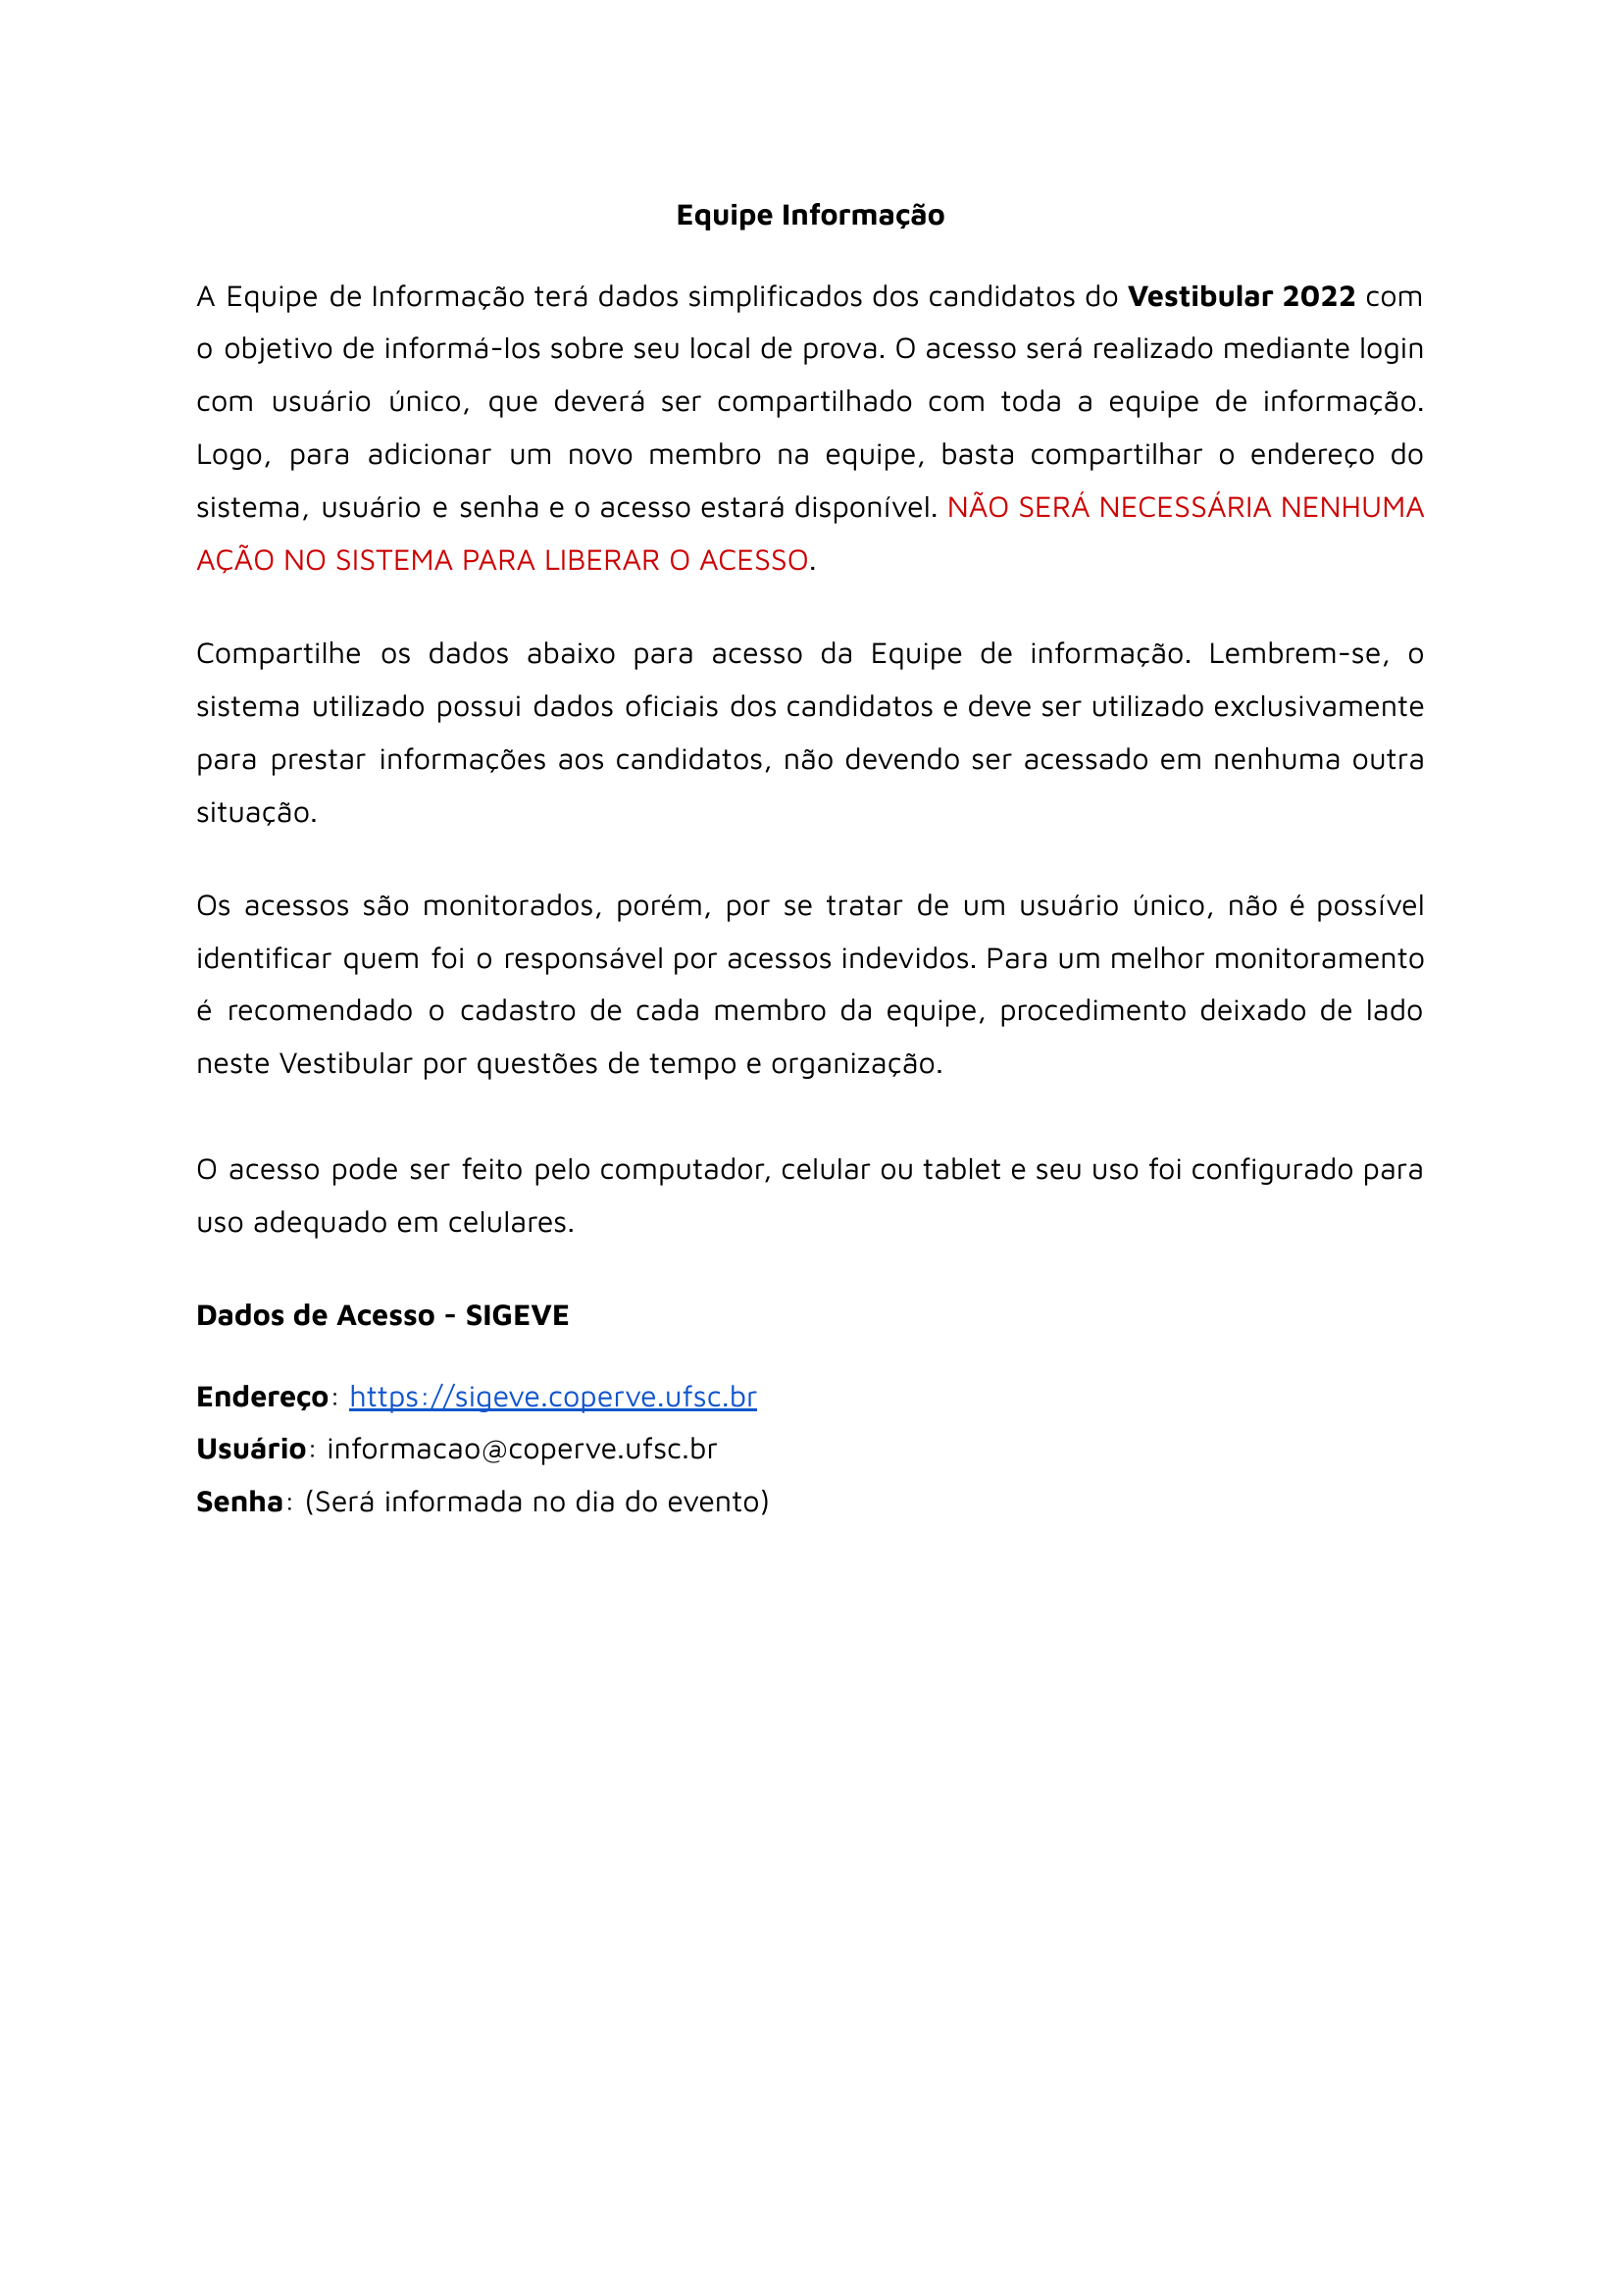 Equipe Informação
A Equipe de Informação terá dados simplificados dos candidatos do Vestibular 2022 com
o objetivo de informá-los sobre seu local de prova. O acesso será realizado mediante login
com usuário único, que deverá ser compartilhado com toda a equipe de informação.
Logo, para adicionar um novo membro na equipe, basta compartilhar o endereço do
sistema, usuário e senha e o acesso estará disponível. NÃO SERÁ NECESSÁRIA NENHUMA
AÇÃO NO SISTEMA PARA LIBERAR O ACESSO.
Compartilhe os dados abaixo para acesso da Equipe de informação. Lembrem-se, o
sistema utilizado possui dados oficiais dos candidatos e deve ser utilizado exclusivamente
para prestar informações aos candidatos, não devendo ser acessado em nenhuma outra
situação.
Os acessos são monitorados, porém, por se tratar de um usuário único, não é possível
identificar quem foi o responsável por acessos indevidos. Para um melhor monitoramento
é recomendado o cadastro de cada membro da equipe, procedimento deixado de lado
neste Vestibular por questões de tempo e organização.
O acesso pode ser feito pelo computador, celular ou tablet e seu uso foi configurado para
uso adequado em celulares.
Dados de Acesso - SIGEVE
Endereço: https://sigeve.coperve.ufsc.br
Usuário: informacao@coperve.ufsc.br
Senha: (Será informada no dia do evento)